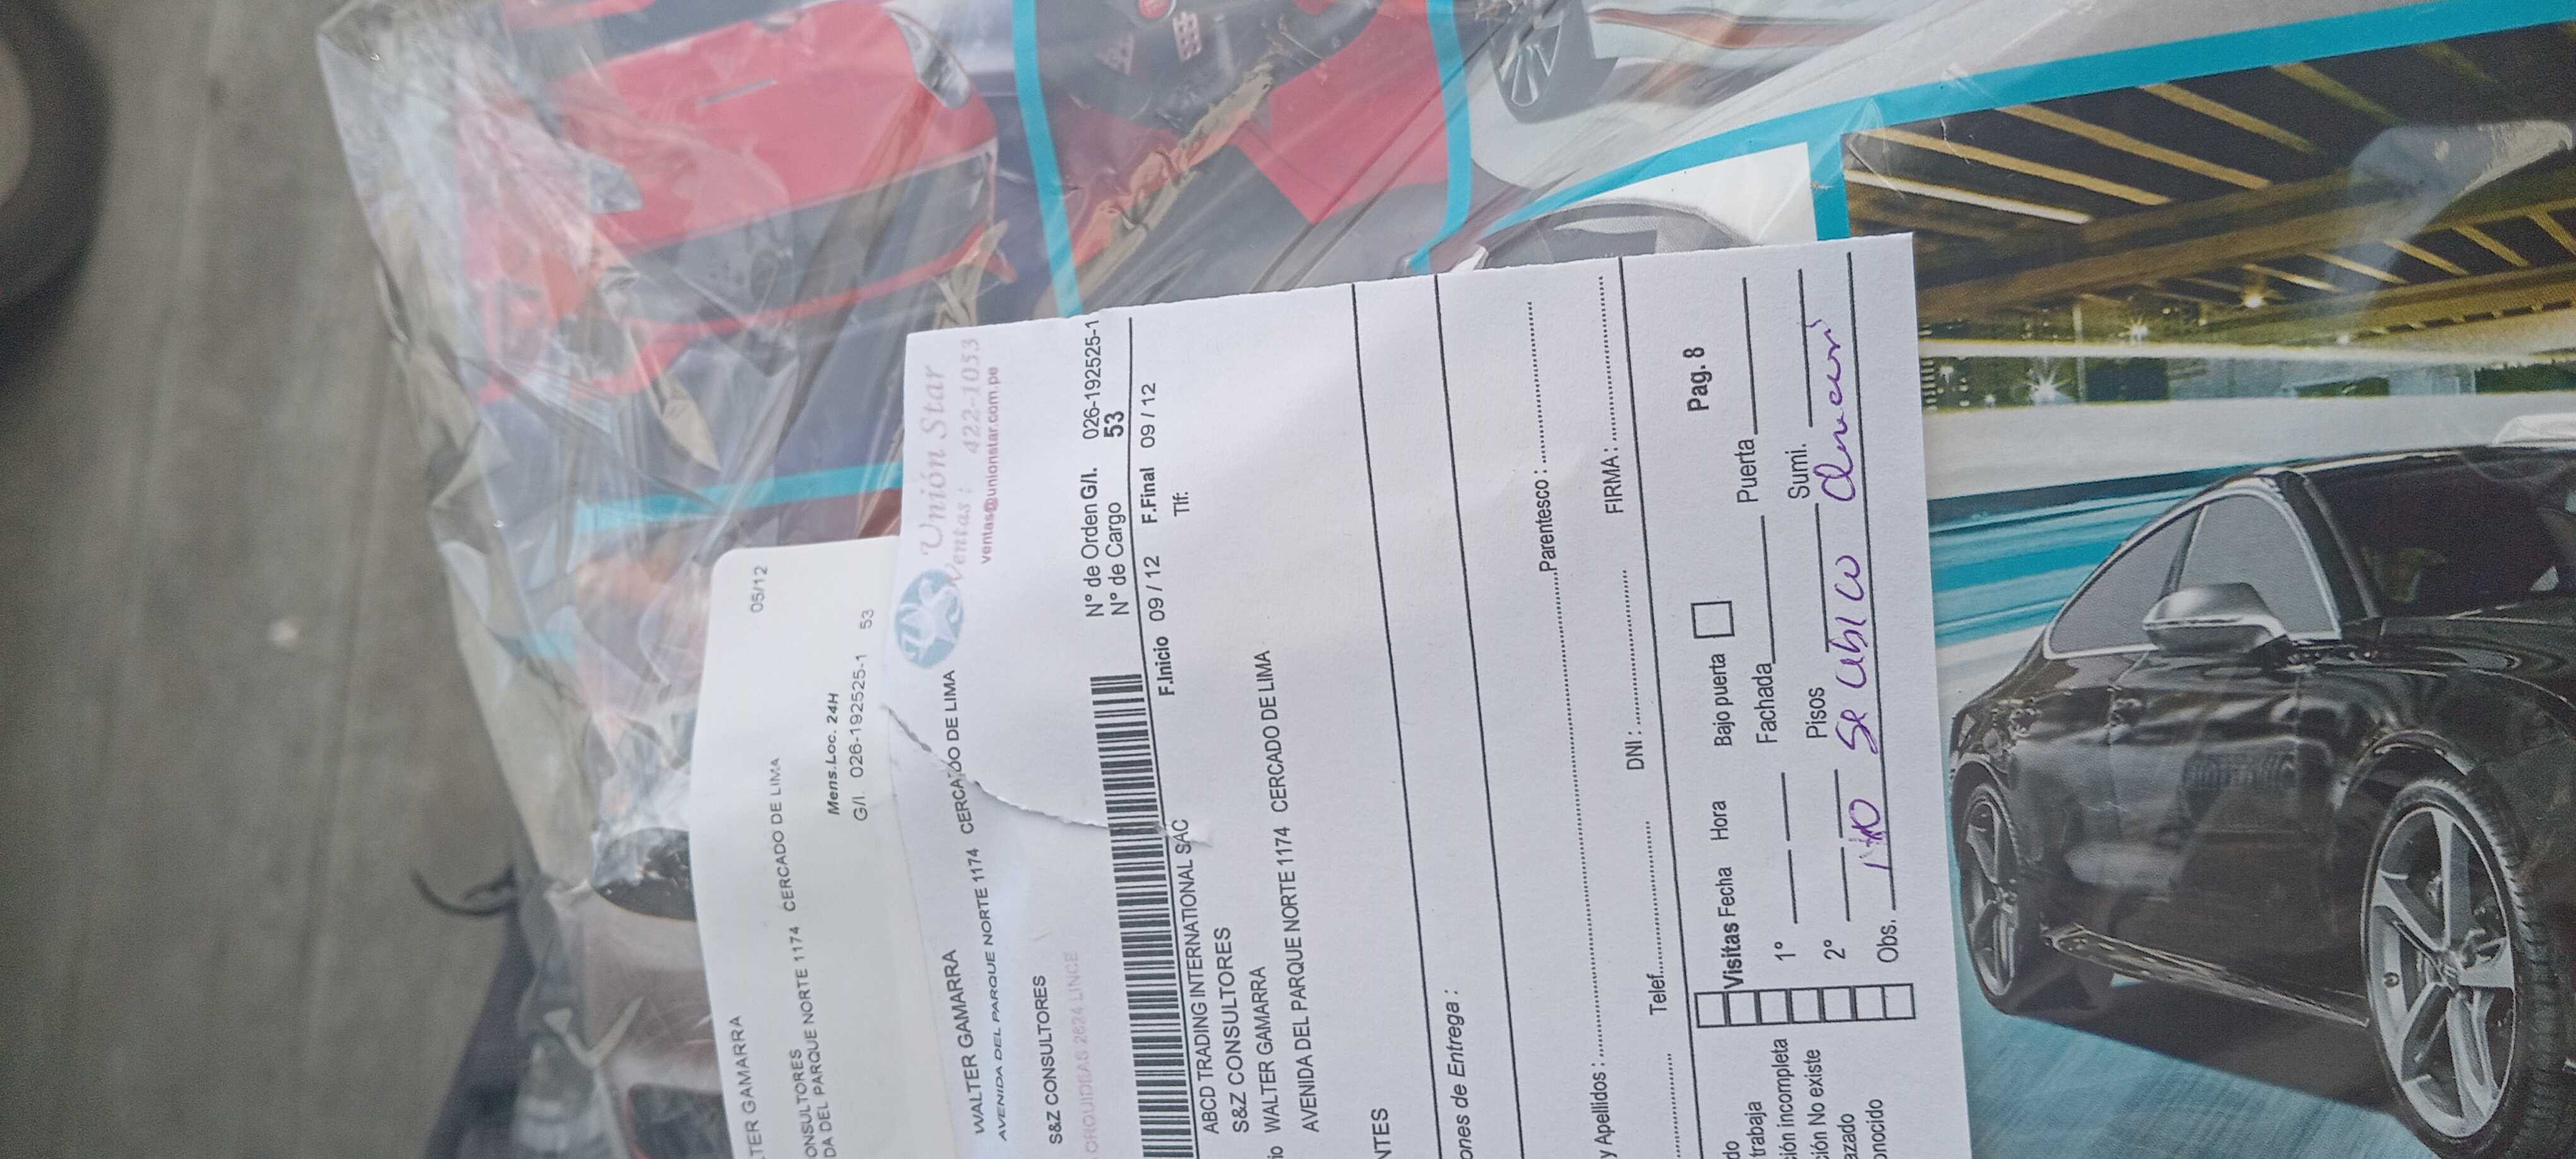 TER GAMARRA
05/12
ONSULTORES
DA DEL PARQUE NORTE 1174 CERCADO DE LIMA
Mens.Loc. 24H
G/I. 026-192525-1 53
Unión Star
Ventas: 422-1053
ventas@unionstar.com.pe
WALTER GAMARRA
AVENIDA DEL PARQUE NORTE 1174 CERCADO DE LIMA
S&Z CONSULTORES
ORQUIDEAS 2624 LINCE
N° de Orden G/I. 026-192525-1
N° de Cargo 53
F.Inicio 09 / 12 F.Final 09 / 12
Tlf:
ABCD TRADING INTERNATIONAL SAC
S&Z CONSULTORES
io WALTER GAMARRA
AVENIDA DEL PARQUE NORTE 1174 CERCADO DE LIMA
NTES
ones de Entrega :
Parentesco :
y Apellidos :
DNI : FIRMA :
Telef.
Pag. 8
do Visitas Fecha Hora Bajo puerta
trabaja 1° Fachada Puerta
ión incompleta 2° Pisos Sumi.
ión No existe
azado Obs. No se ubico
onocido